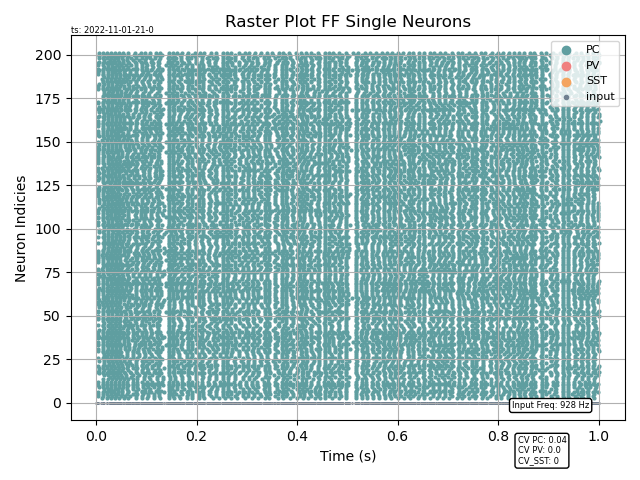 Raster Plot FF Single Neurons
ts: 2022-11-01-21-0
PC
PV
SST
input
200
175
150
125
100
75
50
25
0
Neuron Indicies
Input Freq: 928 Hz
0.0 0.2 0.4 0.6 0.8 1.0
Time (s)
CV PC: 0.04
CV PV: 0.0
CV_SST: 0